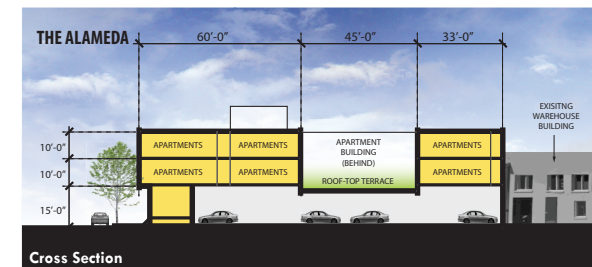 THE ALAMEDA
60’-0”
45’-0”
33’-0”
EXISITNG
WAREHOUSE
BUILDING
10’-0”
APARTMENTS
APARTMENTS
APARTMENT
BUILDING
(BEHIND)
APARTMENTS
10’-0”
APARTMENTS
APARTMENTS
ROOF-TOP TERRACE
APARTMENTS
15’-0”
Cross Section